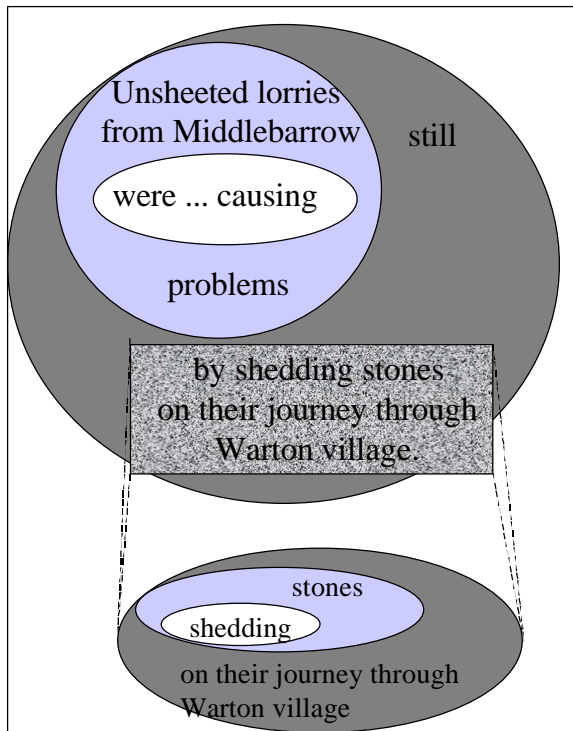 Unsheeted lorries
from Middlebarrow
still
were ... causing
problems
by shedding stones
on their journey through
Warton village.
stones
shedding
on their journey through
Warton village